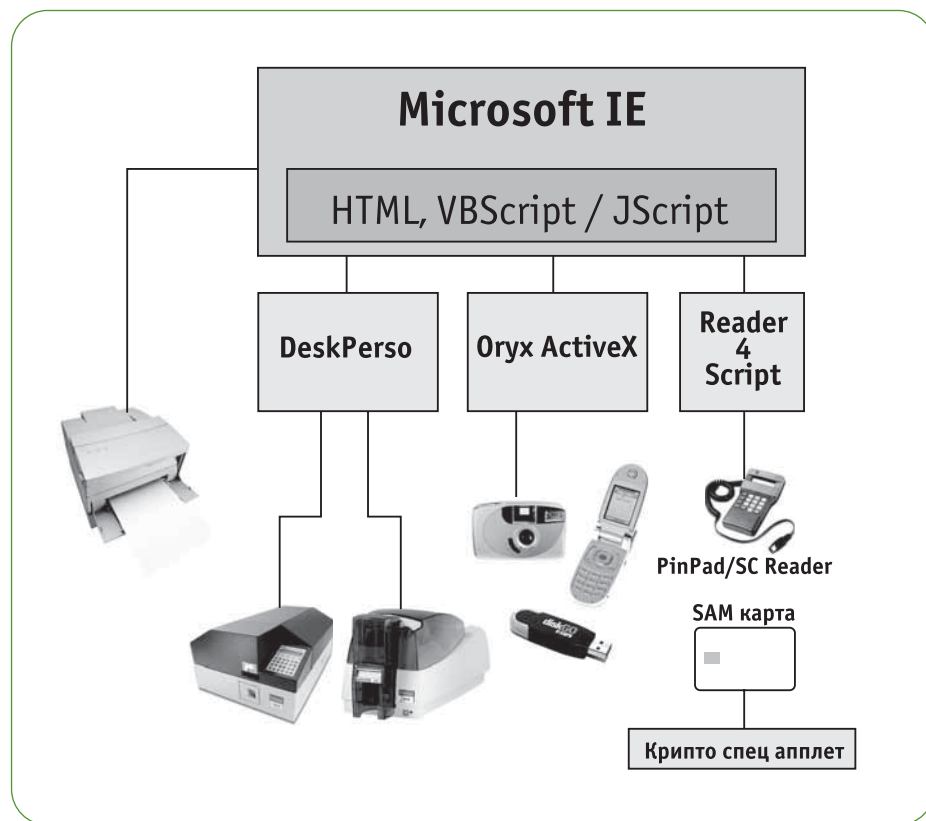 Microsoft IE
HTML, VBScript / JScript
DeskPerso
Oryx ActiveX
Reader
4
Script
PinPad/SC Reader
SAM карта
diskGO
Крипто спец апплет